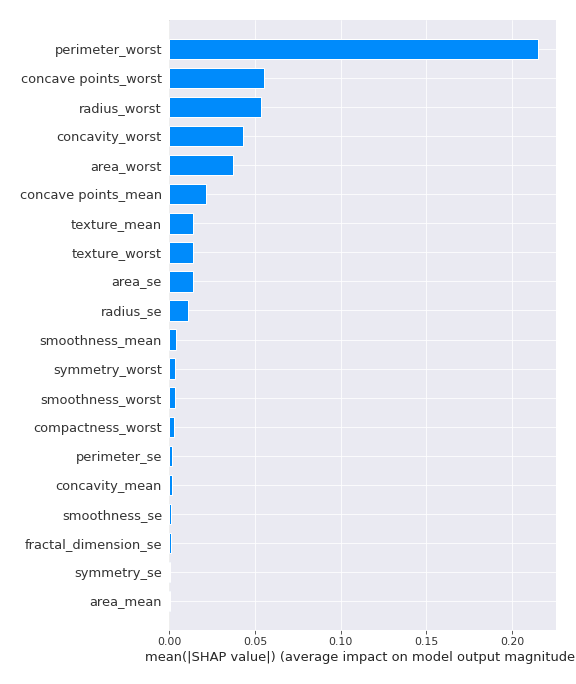 perimeter_worst
concave points_worst
radius_worst
concavity_worst
area_worst
concave points_mean
texture_mean
texture_worst
area_se
radius_se
smoothness_mean
symmetry_worst
smoothness_worst
compactness_worst
perimeter_se
concavity_mean
smoothness_se
fractal_dimension_se
symmetry_se
area_mean
0.00 0.05 0.10 0.15 0.20
mean(|SHAP value|) (average impact on model output magnitude